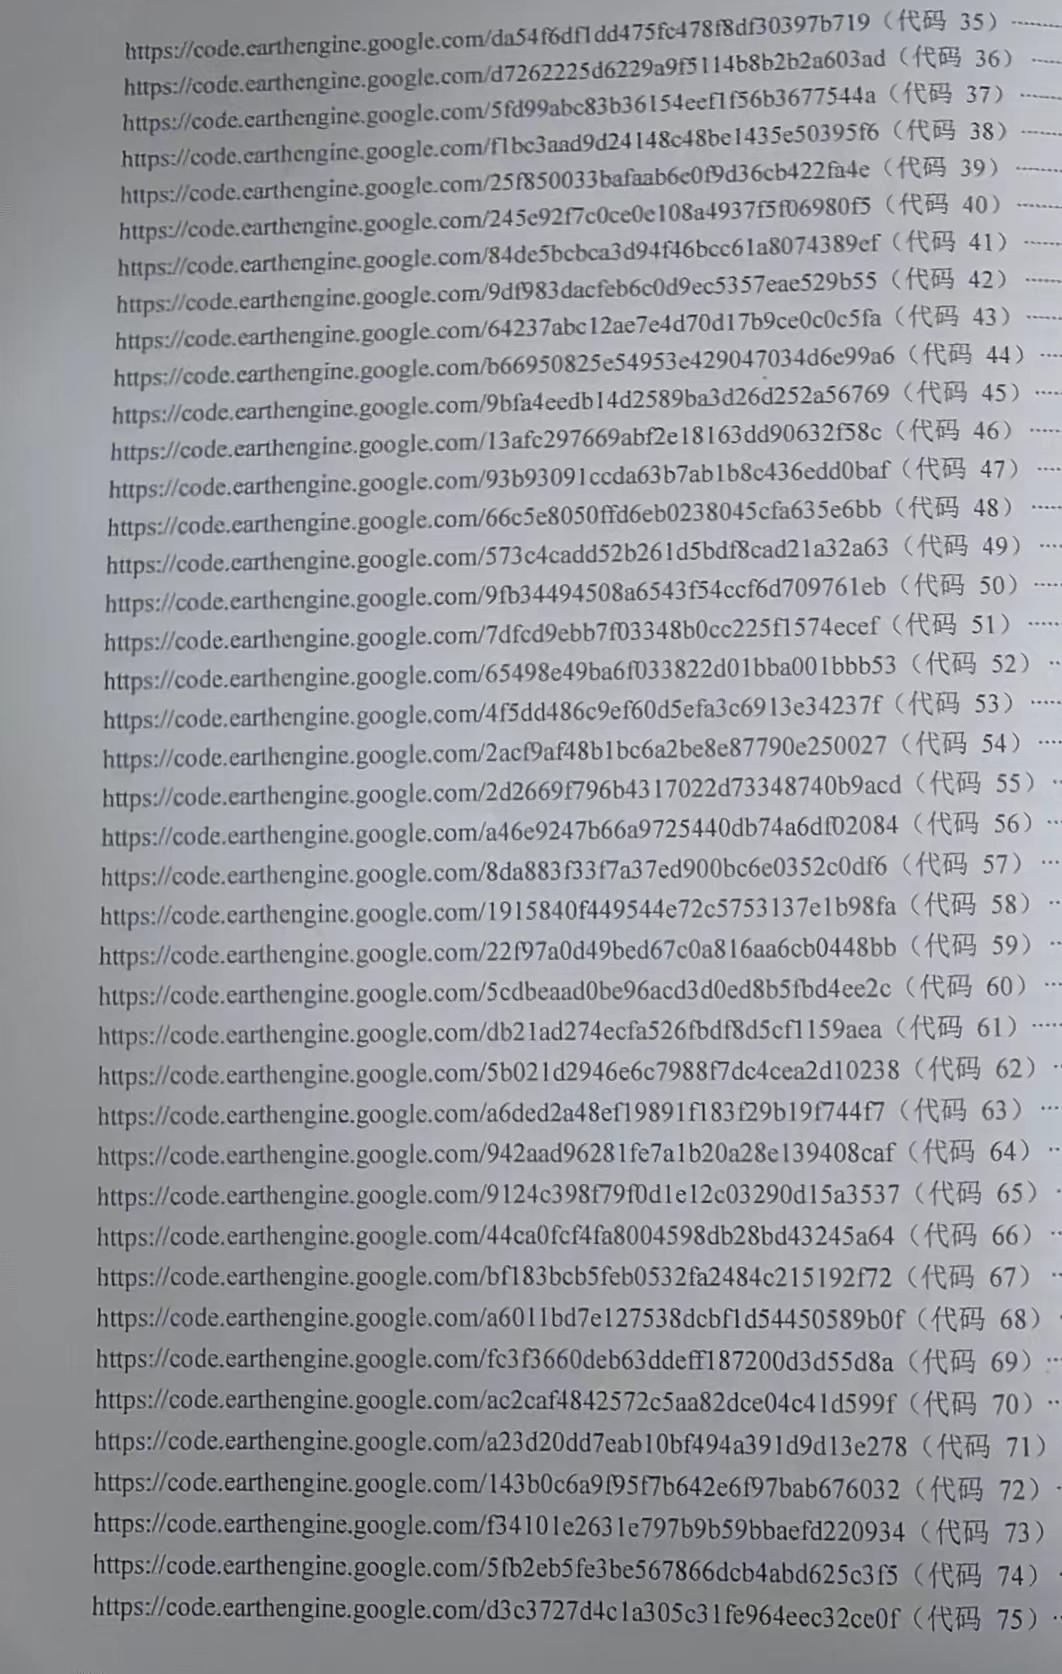 https://code.earthengine.google.com/da54f6df1dd475fc478f8df30397b719（代码 35）
https://code.earthengine.google.com/d7262225d6229a9f5114b8b2b2a603ad（代码 36）
https://code.earthengine.google.com/5fd99abc83b36154eef1f56b3677544a（代码 37）
https://code.earthengine.google.com/f1bc3aad9d24148c48be1435e50395f6（代码 38）
https://code.earthengine.google.com/25f850033bafaab6e0f9d36cb422fa4e（代码 39）
https://code.earthengine.google.com/245e92f7c0ce0e108a4937f5f06980f5（代码 40）
https://code.earthengine.google.com/84de5bcbca3d94f46bcc61a8074389ef（代码 41）
https://code.earthengine.google.com/9df983dacfeb6c0d9ec5357eae529b55（代码 42）
https://code.earthengine.google.com/64237abc12ae7e4d70d17b9ce0c0c5fa（代码 43）
https://code.earthengine.google.com/b66950825e54953e429047034d6e99a6（代码 44）
https://code.earthengine.google.com/9bfa4eedb14d2589ba3d26d252a56769（代码 45）
https://code.earthengine.google.com/13afc297669abf2e18163dd90632f58c（代码 46）
https://code.earthengine.google.com/93b93091ccda63b7ab1b8c436edd0baf（代码 47）
https://code.earthengine.google.com/66c5e8050ffd6eb0238045cfa635e6bb（代码 48）
https://code.earthengine.google.com/573c4cadd52b261d5bdf8cad21a32a63（代码 49）
https://code.earthengine.google.com/9fb34494508a6543f54ccf6d709761eb（代码 50）
https://code.earthengine.google.com/7dfcd9ebb7f03348b0cc225f1574ecef（代码 51）
https://code.earthengine.google.com/65498e49ba6f033822d01bba001bbb53（代码 52）
https://code.earthengine.google.com/4f5dd486c9ef60d5efa3c6913e34237f（代码 53）
https://code.earthengine.google.com/2acf9af48b1bc6a2be8e87790e250027（代码 54）
https://code.earthengine.google.com/2d2669f796b4317022d73348740b9acd（代码 55）
https://code.earthengine.google.com/a46e9247b66a9725440db74a6df02084（代码 56）
https://code.earthengine.google.com/8da883f33f7a37ed900bc6e0352c0df6（代码 57）
https://code.earthengine.google.com/1915840f449544e72c5753137e1b98fa（代码 58）
https://code.earthengine.google.com/22f97a0d49bed67c0a816aa6cb0448bb（代码 59）
https://code.earthengine.google.com/5cdbeaad0be96acd3d0ed8b5fbd4ee2c（代码 60）
https://code.earthengine.google.com/db21ad274ecfa526fbdf8d5cf1159aea（代码 61）
https://code.earthengine.google.com/5b021d2946e6c7988f7dc4cea2d10238（代码 62）
https://code.earthengine.google.com/a6ded2a48ef19891f183f29b19f744f7（代码 63）
https://code.earthengine.google.com/942aad96281fe7a1b20a28e139408caf（代码 64）
https://code.earthengine.google.com/9124c398f79f0d1e12c03290d15a3537（代码 65）
https://code.earthengine.google.com/44ca0fcf4fa8004598db28bd43245a64（代码 66）
https://code.earthengine.google.com/bf183bcb5feb0532fa2484c215192f72（代码 67）
https://code.earthengine.google.com/a6011bd7e127538dcbf1d54450589b0f（代码 68）
https://code.earthengine.google.com/fc3f3660deb63ddeff187200d3d55d8a（代码 69）
https://code.earthengine.google.com/ac2caf4842572c5aa82dce04c41d599f（代码 70）
https://code.earthengine.google.com/a23d20dd7eab10bf494a391d9d13e278（代码 71）
https://code.earthengine.google.com/143b0c6a9f95f7b642e6f97bab676032（代码 72）
https://code.earthengine.google.com/f34101e2631e797b9b59bbaefd220934（代码 73）
https://code.earthengine.google.com/5fb2eb5fe3be567866dcb4abd625c3f5（代码 74）
https://code.earthengine.google.com/d3c3727d4c1a305c31fe964eec32ce0f（代码 75）